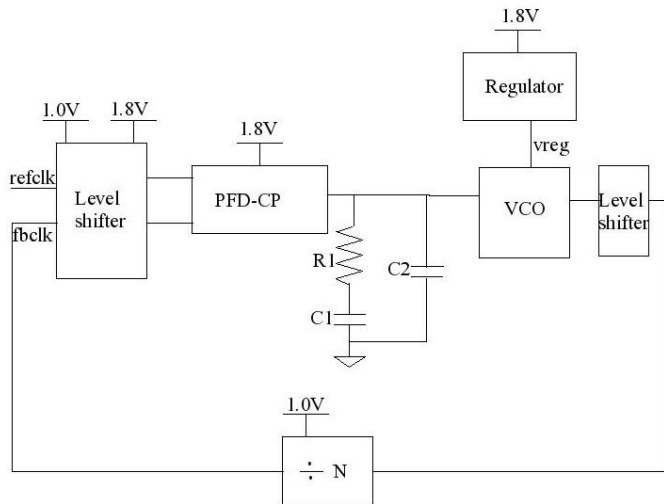 1.8V
Regulator
1.0V
1.8V
1.8V
vreg
refclk
Level
shifter
PFD-CP
VCO
Level
shifter
fbclk
R1
C2
C1
1.0V
÷ N